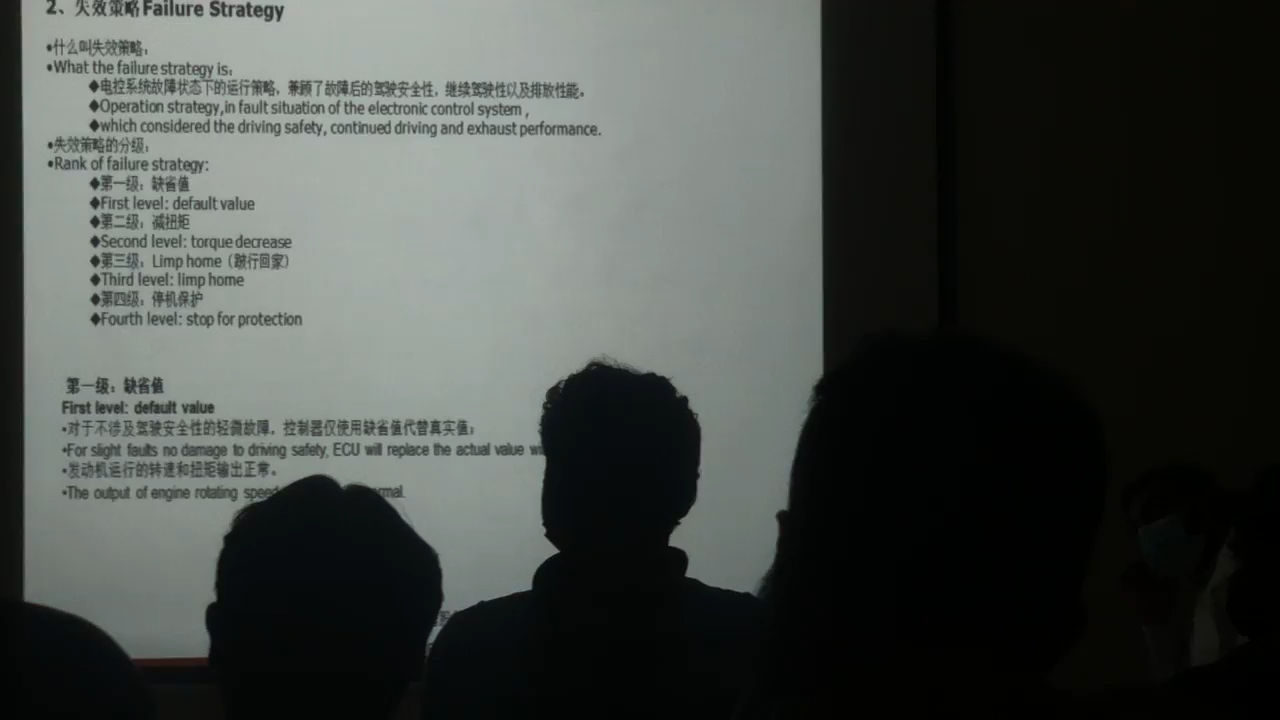 2、失效策略Failure Strategy
•什么叫失效策略：
•What the failure strategy is:
◆电控系统故障状态下的运行策略，兼顾了故障后的驾驶安全性，继续驾驶性以及排放性能。
◆Operation strategy,in fault situation of the electronic control system ,
◆which considered the driving safety, continued driving and exhaust performance.
•失效策略的分级：
•Rank of failure strategy:
◆第一级：缺省值
◆First level: default value
◆第二级：减扭矩
◆Second level: torque decrease
◆第三级：Limp home（跛行回家）
◆Third level: limp home
◆第四级：停机保护
◆Fourth level: stop for protection
第一级：缺省值
First level: default value
•对于不涉及驾驶安全性的轻微故障，控制器仅使用缺省值代替真实值；
•For slight faults no damage to driving safety, ECU will replace the actual value
•发动机运行的转速和扭矩输出正常。
•The output of engine rotating